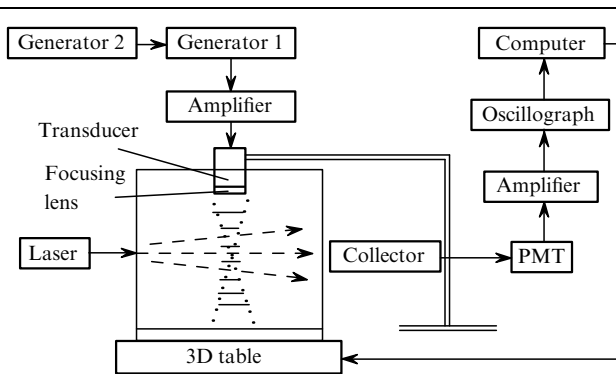 Generator 2
Generator 1
Computer
Amplifier
Oscillograph
Transducer
Focusing
lens
Amplifier
Laser
Collector
PMT
3D table